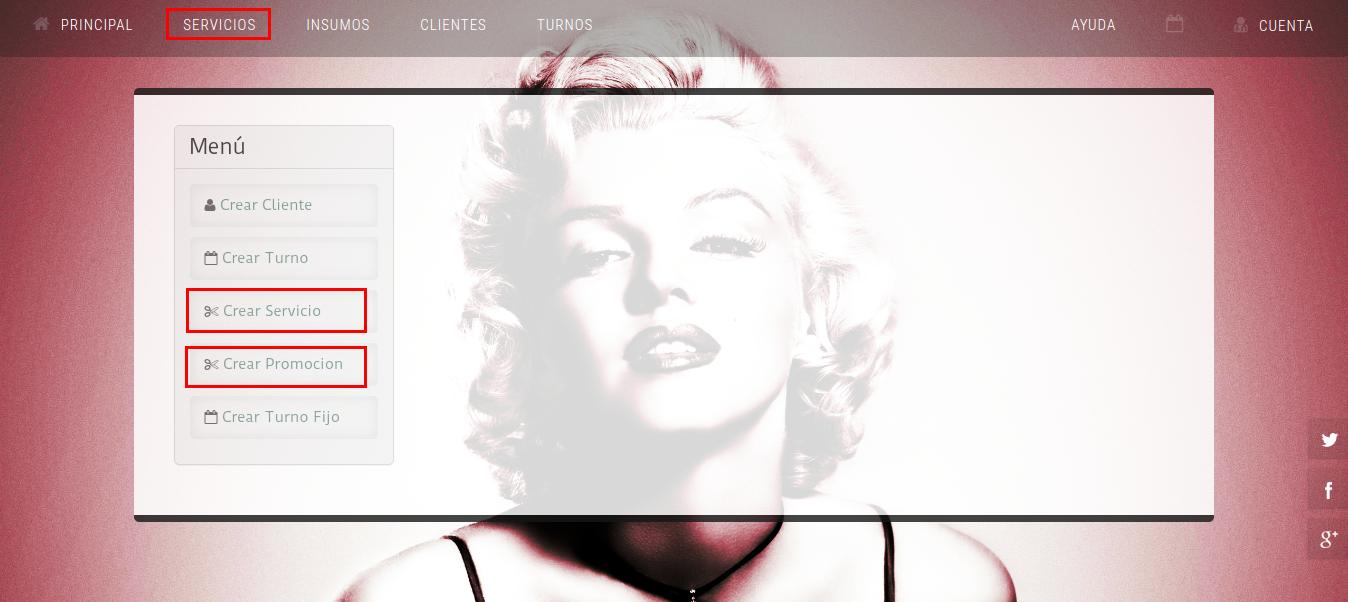 PRINCIPAL
SERVICIOS
INSUMOS
CLIENTES
TURNOS
AYUDA
CUENTA
Menú
Crear Cliente
Crear Turno
Crear Servicio
Crear Promocion
Crear Turno Fijo